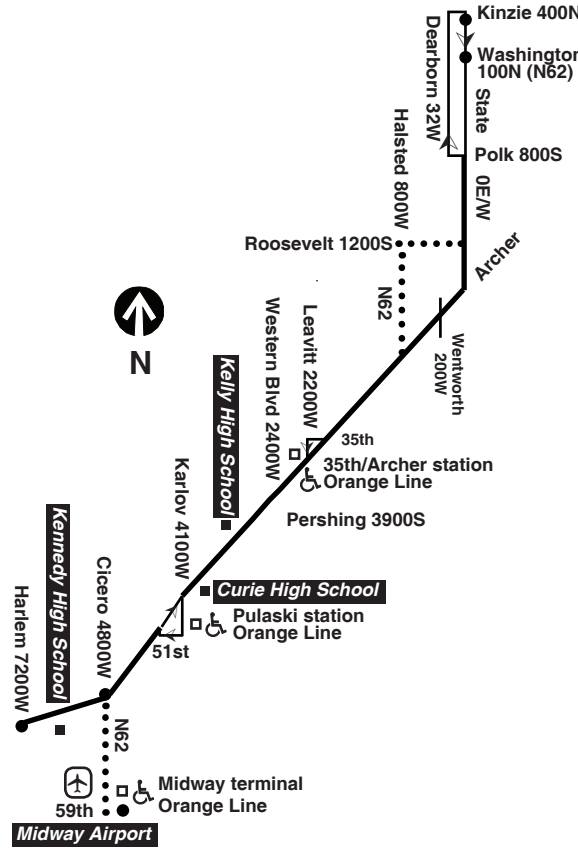 Kinzie 400N
Washington
100N (N62)
Dearborn 32W
State
Halsted 800W
Polk 800S
0E/W
Roosevelt 1200S
Archer
N62
N
Leavitt 2200W
Western Blvd 2400W
Wentworth
200W
Kelly High School
35th
35th/Archer station
Orange Line
Karlov 4100W
Pershing 3900S
Kennedy High School
Cicero 4800W
Curie High School
Harlem 7200W
Pulaski station
Orange Line
51st
N62
Midway terminal
Orange Line
59th
Midway Airport